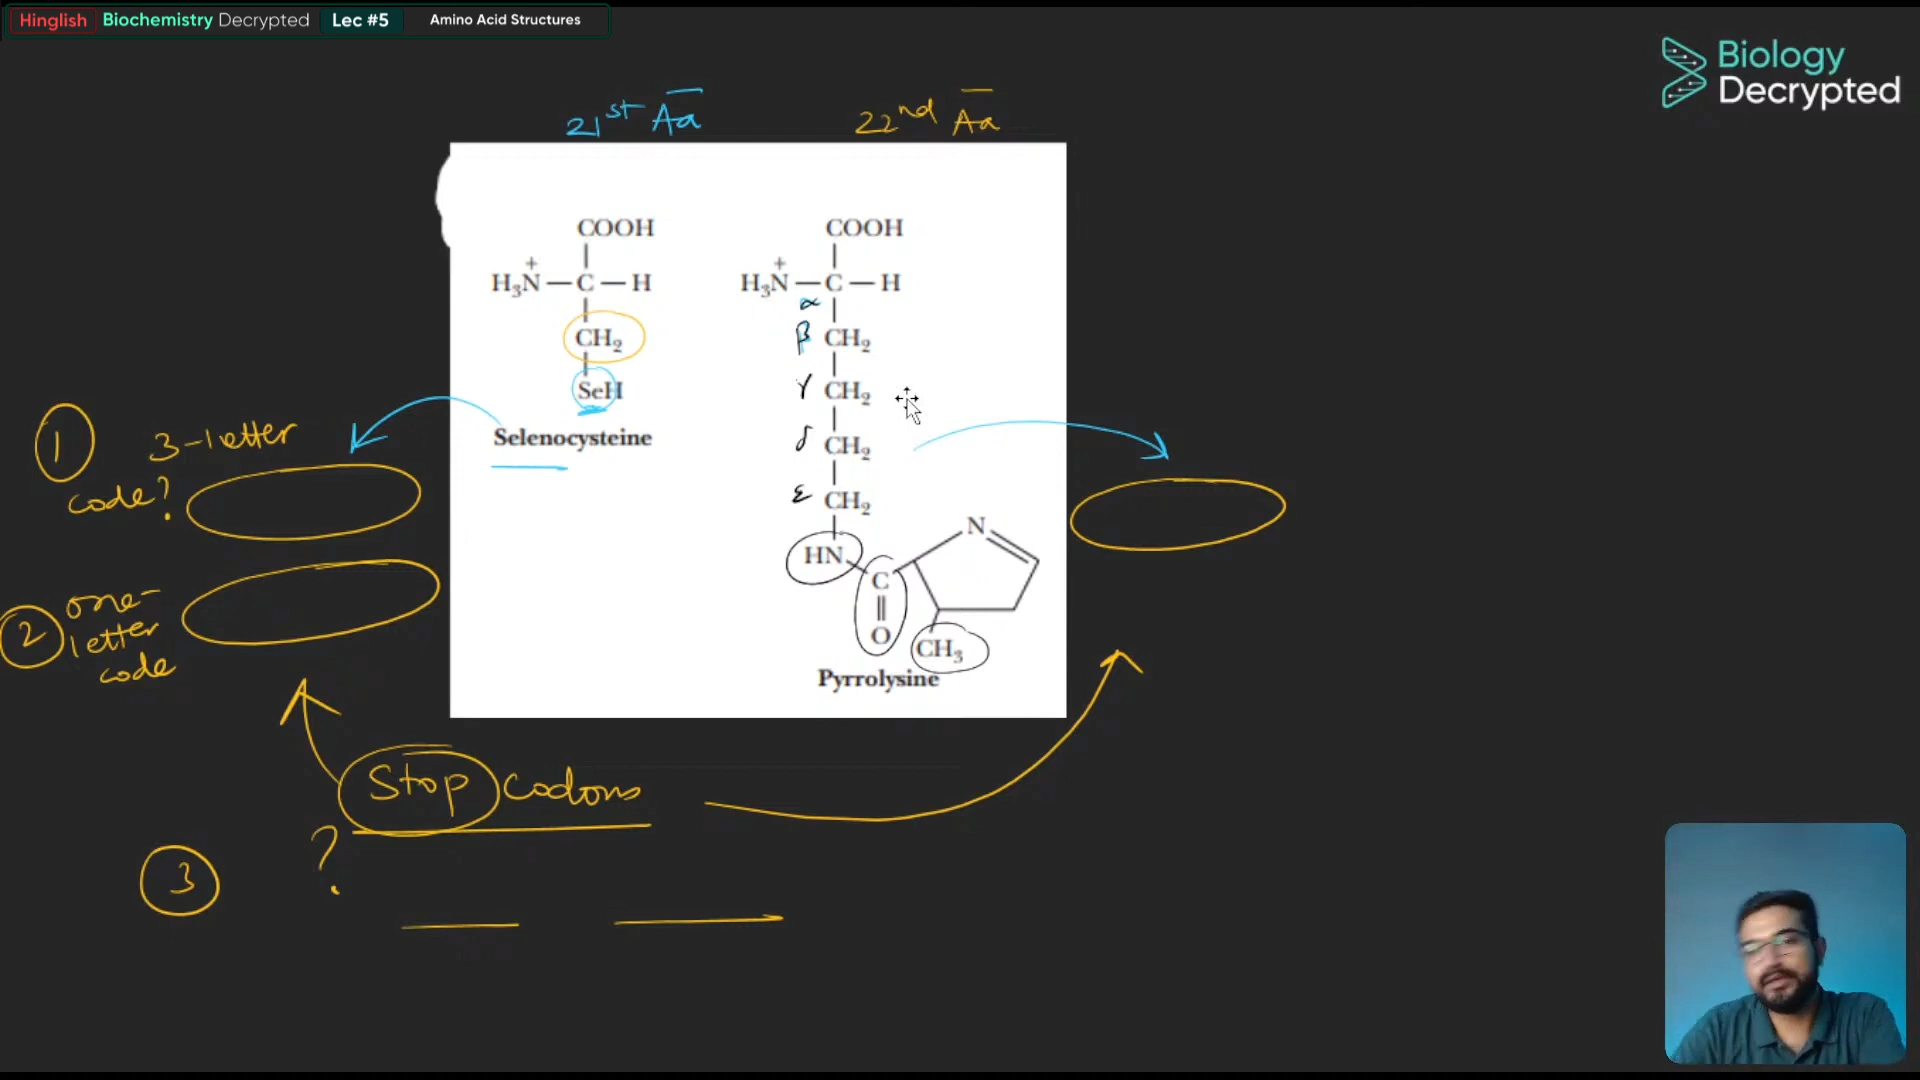 Hinglish Biochemistry Decrypted Lec #5 Amino Acid Structures
Biology
Decrypted
21st Aa
22nd Aa
COOH
H₃N⁺—C—H
CH₂
SeH
Selenocysteine
COOH
H₃N⁺—C—H
α
β CH₂
γ CH₂
δ CH₂
ε CH₂
HN
C
O
N
CH₃
Pyrrolysine
1 3-letter
code?
2 one-
letter
code
Stop codons
3 ?